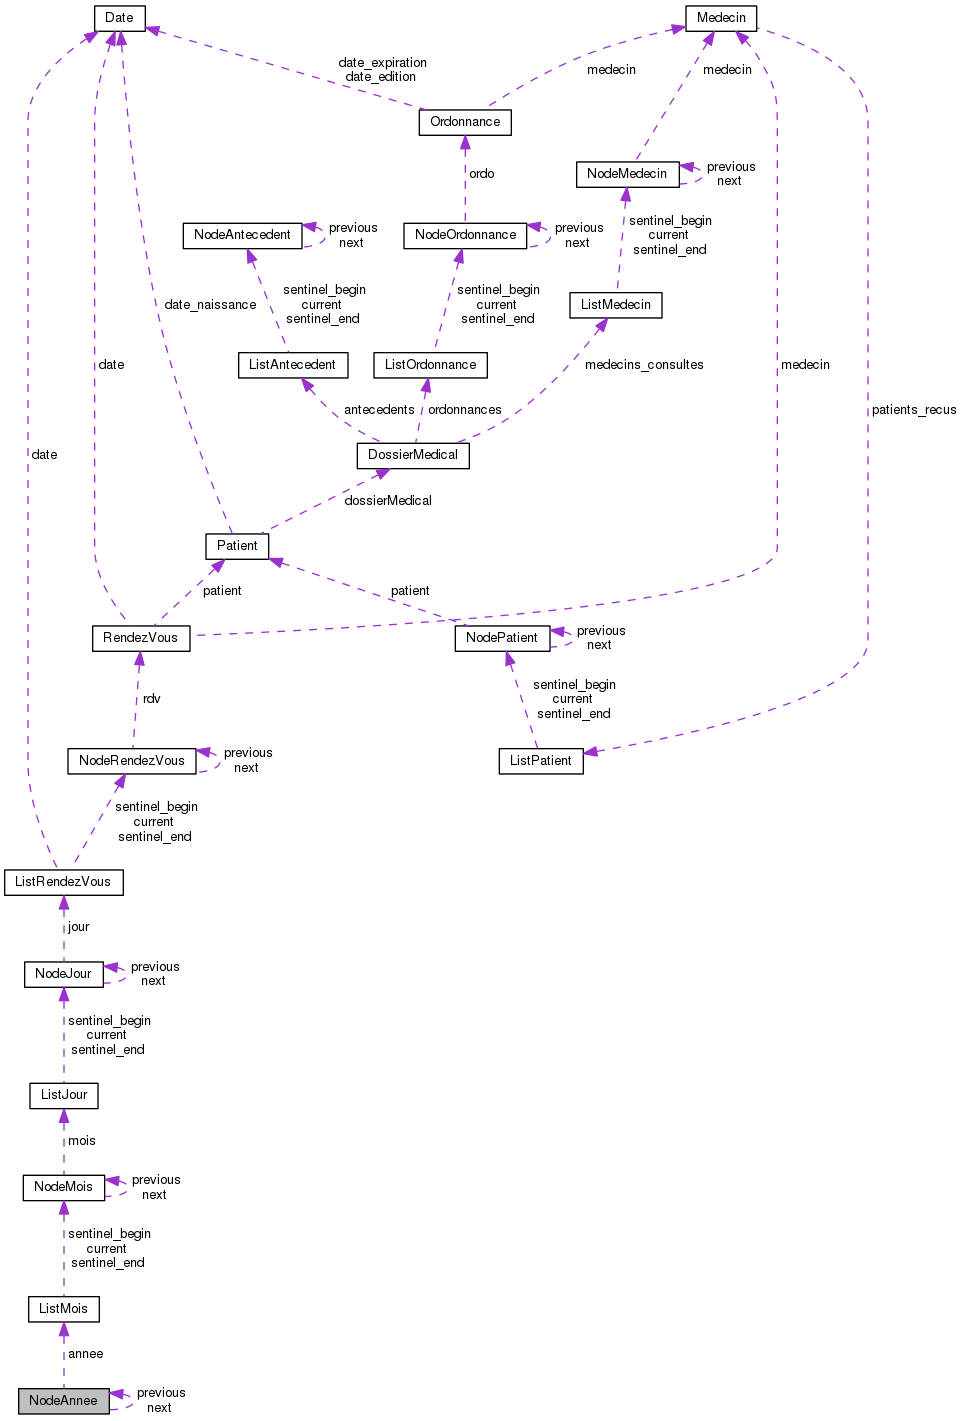 Date
Medecin
date_expiration
date_edition
medecin
medecin
Ordonnance
previous
next
NodeMedecin
ordo
sentinel_begin
current
sentinel_end
NodeAntecedent
previous
next
NodeOrdonnance
previous
next
date_naissance
sentinel_begin
current
sentinel_end
sentinel_begin
current
sentinel_end
ListMedecin
date
ListAntecedent
ListOrdonnance
medecins_consultes
medecin
antecedents
ordonnances
patients_recus
date
DossierMedical
dossierMedical
Patient
patient
patient
RendezVous
NodePatient
previous
next
rdv
sentinel_begin
current
sentinel_end
NodeRendezVous
previous
next
ListPatient
sentinel_begin
current
sentinel_end
ListRendezVous
jour
NodeJour
previous
next
sentinel_begin
current
sentinel_end
ListJour
mois
NodeMois
previous
next
sentinel_begin
current
sentinel_end
ListMois
annee
NodeAnnee
previous
next